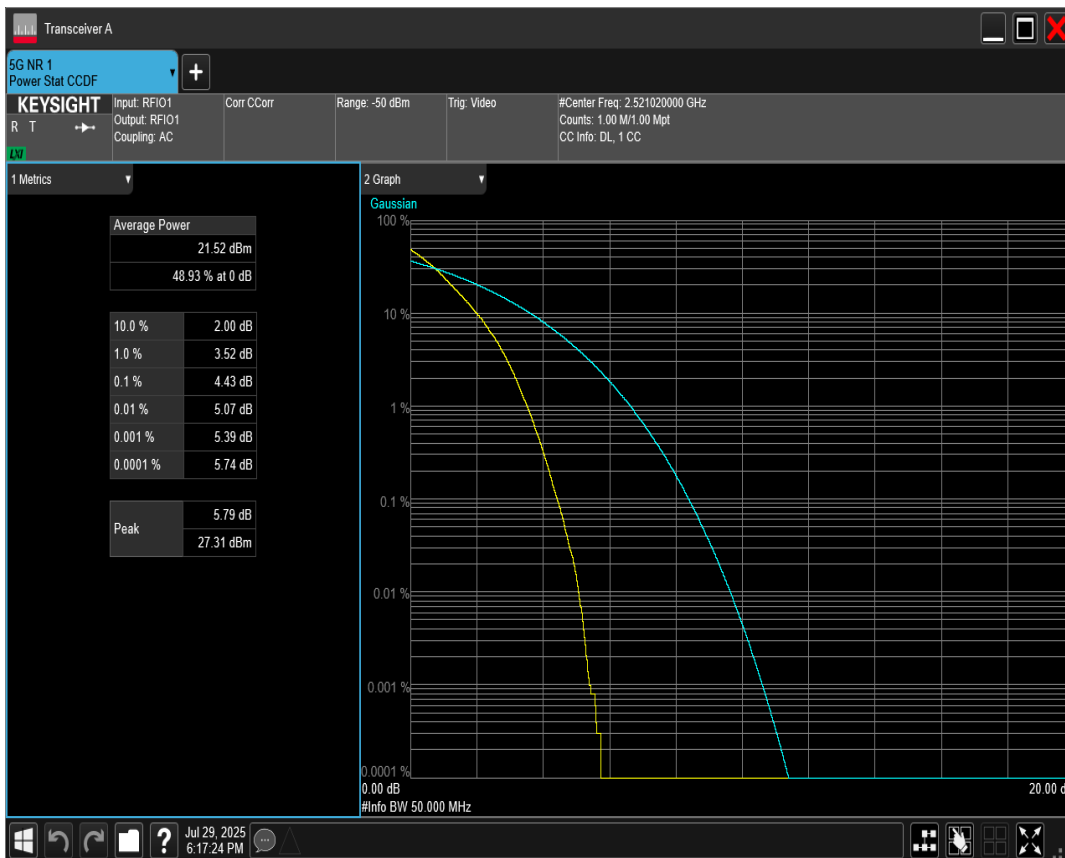 Transceiver A
5G NR 1
Power Stat CCDF
+
KEYSIGHT
R T
LXI
Input: RFIO1
Output: RFIO1
Coupling: AC
Corr CCorr
Range: -50 dBm
Trig: Video
#Center Freq: 2.521020000 GHz
Counts: 1.00 M/1.00 Mpt
CC Info: DL, 1 CC
1 Metrics
Average Power
21.52 dBm
48.93 % at 0 dB
10.0 % 2.00 dB
1.0 % 3.52 dB
0.1 % 4.43 dB
0.01 % 5.07 dB
0.001 % 5.39 dB
0.0001 % 5.74 dB
Peak 5.79 dB
27.31 dBm
2 Graph
Gaussian
100 %
10 %
1 %
0.1 %
0.01 %
0.001 %
0.0001 %
0.00 dB
20.00 d
#Info BW 50.000 MHz
?
Jul 29, 2025
6:17:24 PM